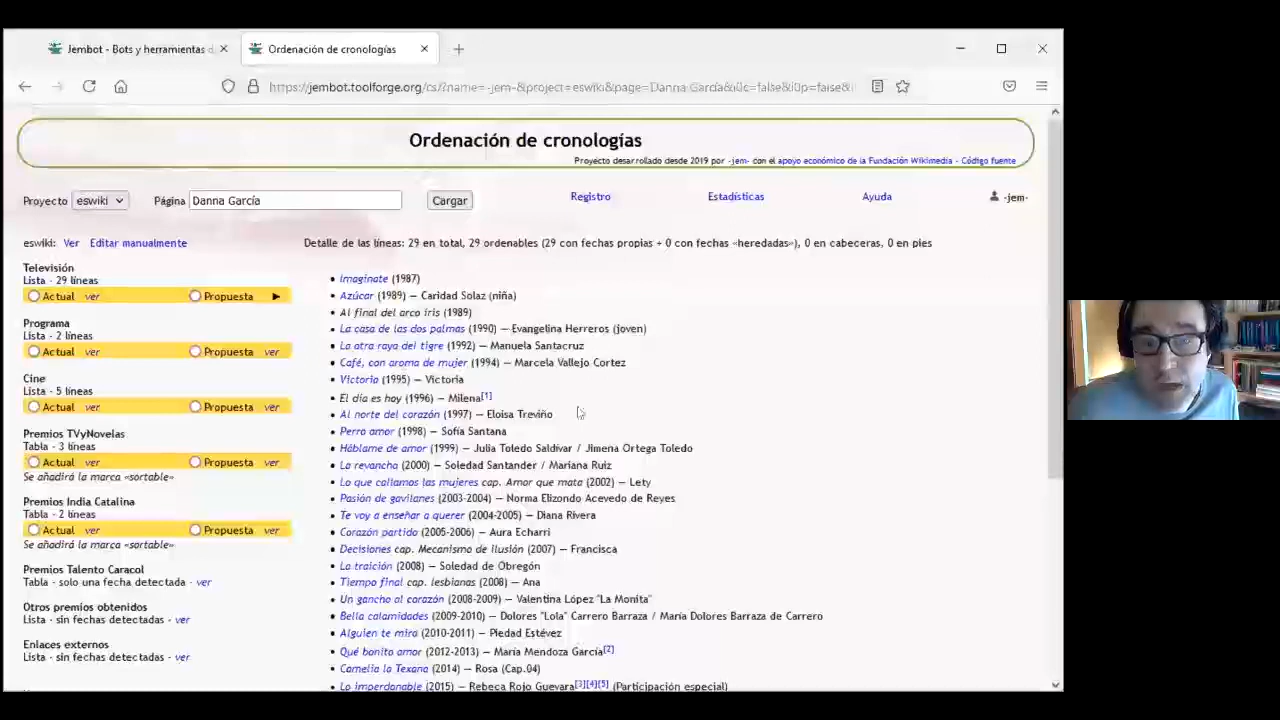 Jembot - Bots y herramientas d
Ordenación de cronologías
https://jembot.toolforge.org/cs/?name=-jem-&project=eswiki&page=Danna García&i0c=false&i0p=false&i
Ordenación de cronologías
Proyecto desarrollado desde 2019 por -jem- con el apoyo económico de la Fundación Wikimedia - Código fuente
Proyecto eswiki Página Danna García Cargar Registro Estadísticas Ayuda -jem-
eswiki: Ver Editar manualmente
Detalle de las líneas: 29 en total, 29 ordenables (29 con fechas propias + 0 con fechas «heredadas»), 0 en cabeceras, 0 en pies
Televisión
Lista - 29 líneas
Actual ver Propuesta ►
Programa
Lista - 2 líneas
Actual ver Propuesta ver
Cine
Lista - 5 líneas
Actual ver Propuesta ver
Premios TVyNovelas
Tabla - 3 líneas
Actual ver Propuesta ver
Se añadirá la marca «sortable»
Premios India Catalina
Tabla - 2 líneas
Actual ver Propuesta ver
Se añadirá la marca «sortable»
Premios Talento Caracol
Tabla - solo una fecha detectada - ver
Otros premios obtenidos
Lista - sin fechas detectadas - ver
Enlaces externos
Lista - sin fechas detectadas - ver
• Imagínate (1987)
• Azúcar (1989) — Caridad Solaz (niña)
• Al final del arco iris (1989)
• La casa de las dos palmas (1990) — Evangelina Herreros (joven)
• La otra raya del tigre (1992) — Manuela Santacruz
• Café, con aroma de mujer (1994) — Marcela Vallejo Cortez
• Victoria (1995) — Victoria
• El día es hoy (1996) — Milena[1]
• Al norte del corazón (1997) — Eloisa Treviño
• Perro amor (1998) — Sofía Santana
• Háblame de amor (1999) — Julia Toledo Saldívar / Jimena Ortega Toledo
• La revancha (2000) — Soledad Santander / Mariana Ruiz
• Lo que callamos las mujeres cap. Amor que mata (2002) — Lety
• Pasión de gavilanes (2003-2004) — Norma Elizondo Acevedo de Reyes
• Te voy a enseñar a querer (2004-2005) — Diana Rivera
• Corazón partido (2005-2006) — Aura Echarri
• Decisiones cap. Mecanismo de ilusión (2007) — Francisca
• La traición (2008) — Soledad de Obregón
• Tiempo final cap. lesbianas (2008) — Ana
• Un gancho al corazón (2008-2009) — Valentina López "La Monita"
• Bella calamidades (2009-2010) — Dolores "Lola" Carrero Barraza / María Dolores Barraza de Carrero
• Alguien te mira (2010-2011) — Piedad Estévez
• Qué bonito amor (2012-2013) — María Mendoza García[2]
• Camelia la Texana (2014) — Rosa (Cap.04)
• Lo imperdonable (2015) — Rebeca Rojo Guevara[3][4][5] (Participación especial)